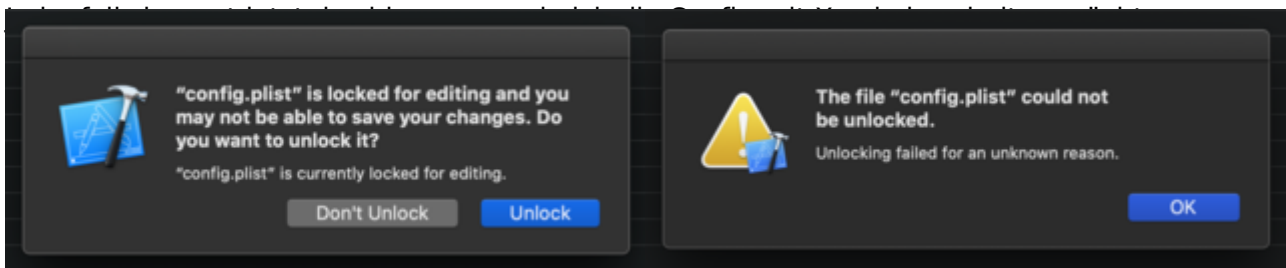 “config.plist” is locked for editing and you
may not be able to save your changes. Do
you want to unlock it?
“config.plist” is currently locked for editing.
Don't Unlock
Unlock
The file “config.plist” could not
be unlocked.
Unlocking failed for an unknown reason.
OK